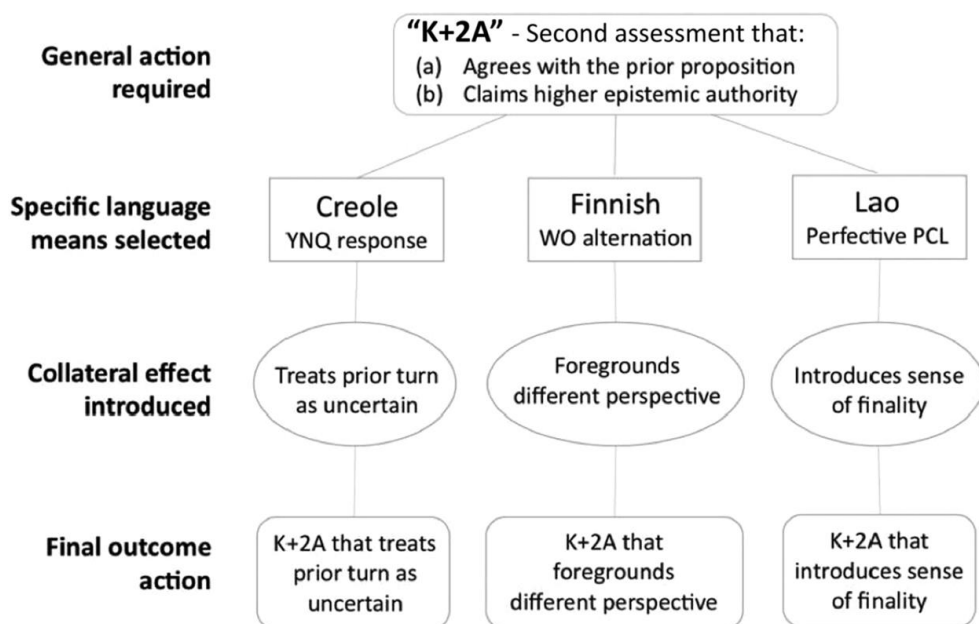 General action
required
“K+2A” - Second assessment that:
(a) Agrees with the prior proposition
(b) Claims higher epistemic authority
Specific language
means selected
Creole
YNQ response
Finnish
WO alternation
Lao
Perfective PCL
Collateral effect
introduced
Treats prior turn
as uncertain
Foregrounds
different perspective
Introduces sense
of finality
Final outcome
action
K+2A that treats
prior turn as
uncertain
K+2A that
foregrounds
different perspective
K+2A that
introduces sense
of finality